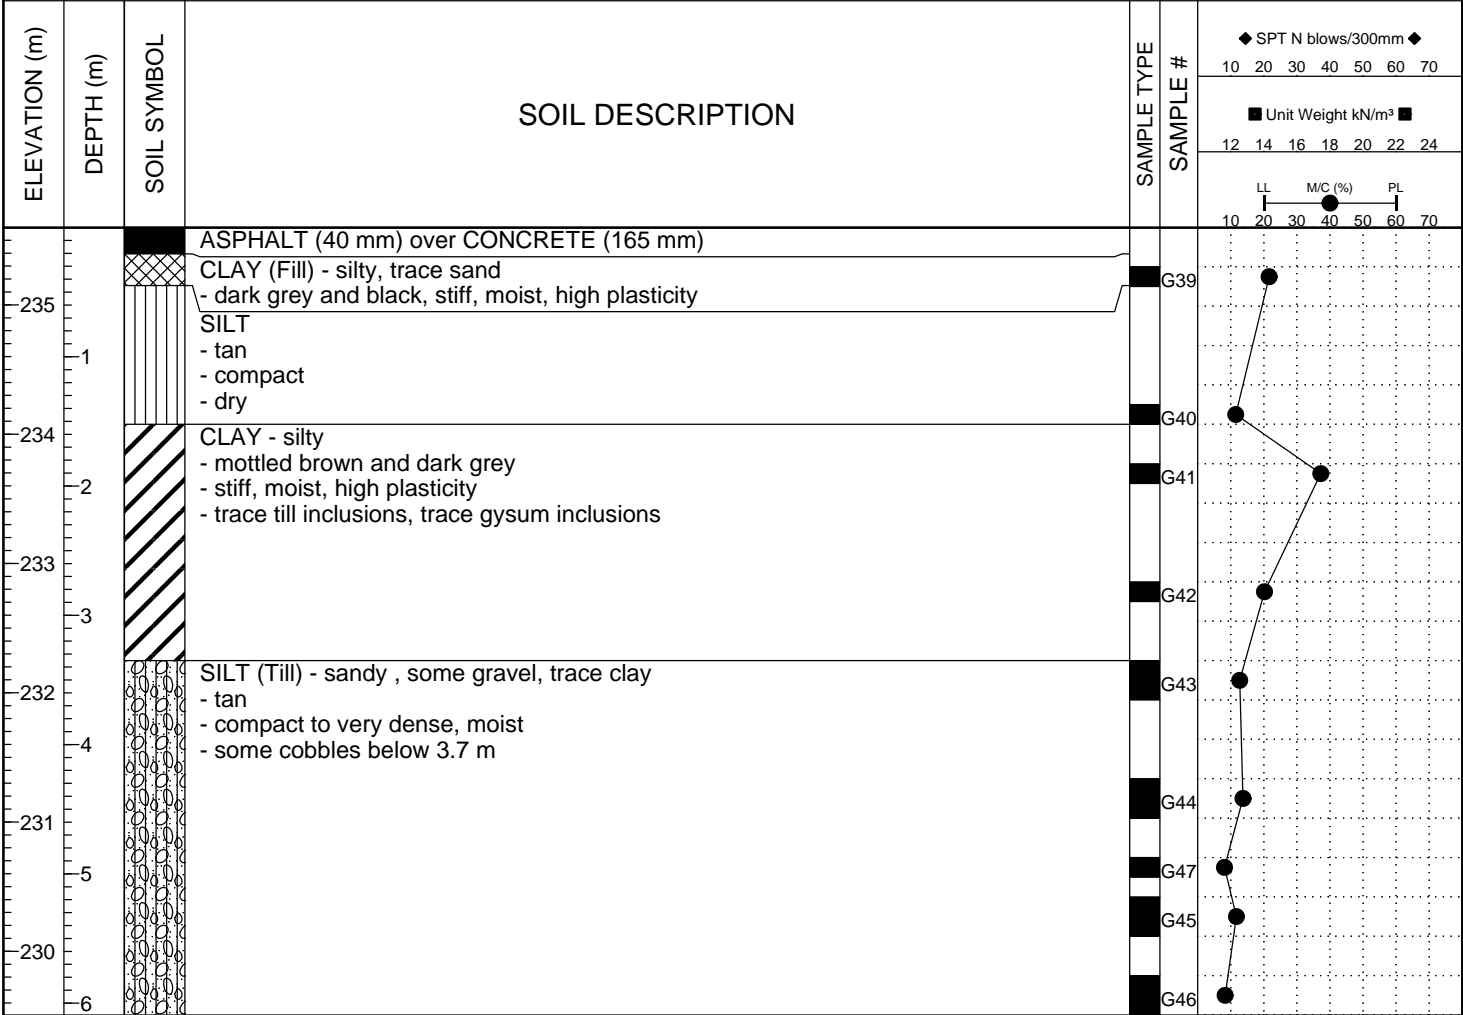 ELEVATION (m)
DEPTH (m)
SOIL SYMBOL
SOIL DESCRIPTION
SAMPLE TYPE
SAMPLE #
◆ SPT N blows/300mm ◆
10 20 30 40 50 60 70
■ Unit Weight kN/m³ ■
12 14 16 18 20 22 24
LL M/C (%) PL
10 20 30 40 50 60 70
ASPHALT (40 mm) over CONCRETE (165 mm)
CLAY (Fill) - silty, trace sand
G39
- dark grey and black, stiff, moist, high plasticity
235
SILT
- tan
1
- compact
- dry
G40
234
CLAY - silty
- mottled brown and dark grey
G41
2
- stiff, moist, high plasticity
- trace till inclusions, trace gysum inclusions
233
G42
3
SILT (Till) - sandy , some gravel, trace clay
G43
232
- tan
- compact to very dense, moist
4
- some cobbles below 3.7 m
G44
231
5
G47
G45
230
6
G46